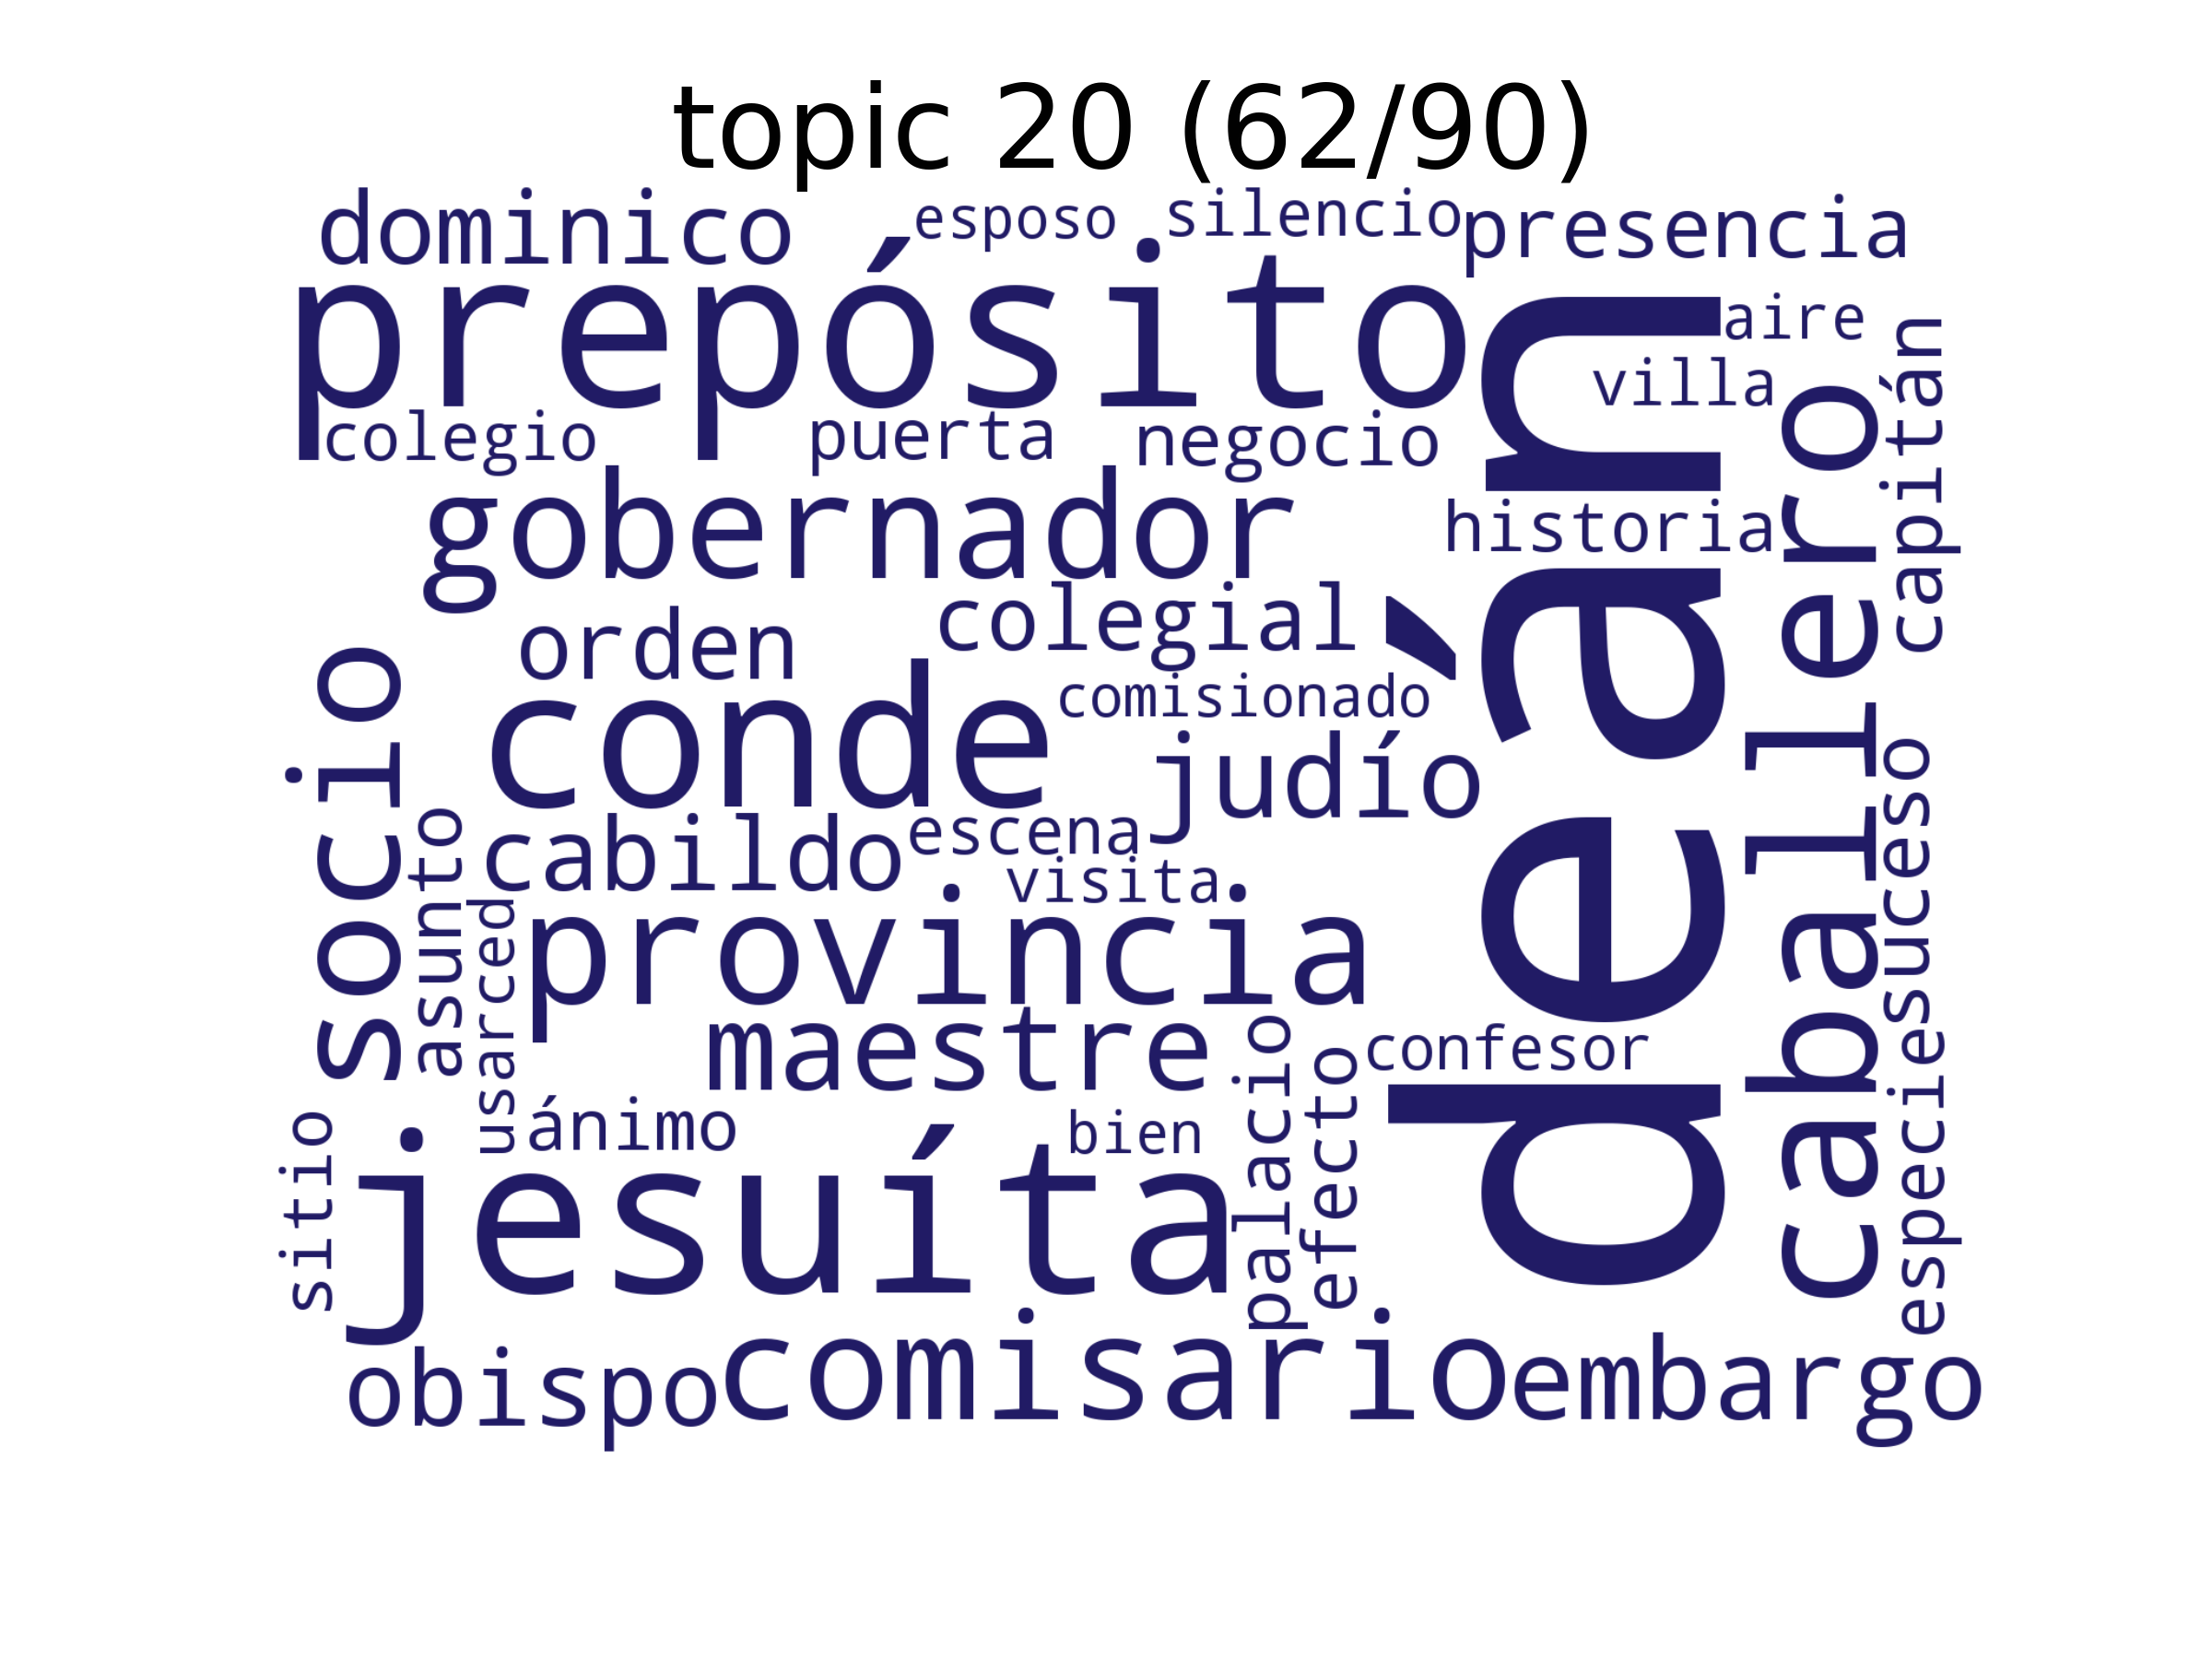 topic 20 (62/90)
dominico
esposo
silencio
presencia
prepósito
aire
villa
capitán
colegio
puerta
negocio
gobernador
historia
deán
caballero
colegial
orden
comisionado
socio
conde
judío
cabildo
escena
visita
asunto
usarced
provincia
suceso
maestre
confesor
palacio
efecto
especie
sitio
ánimo
bien
jesuíta
obispo
comisario
embargo